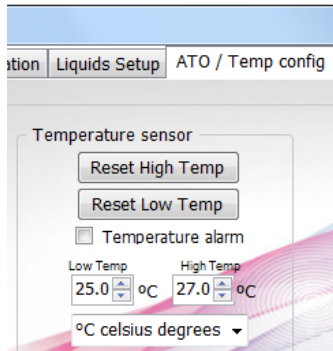 ation Liquids Setup ATO / Temp config
Temperature sensor
Reset High Temp
Reset Low Temp
Temperature alarm
Low Temp High Temp
25.0 ºC 27.0 ºC
ºC celsius degrees